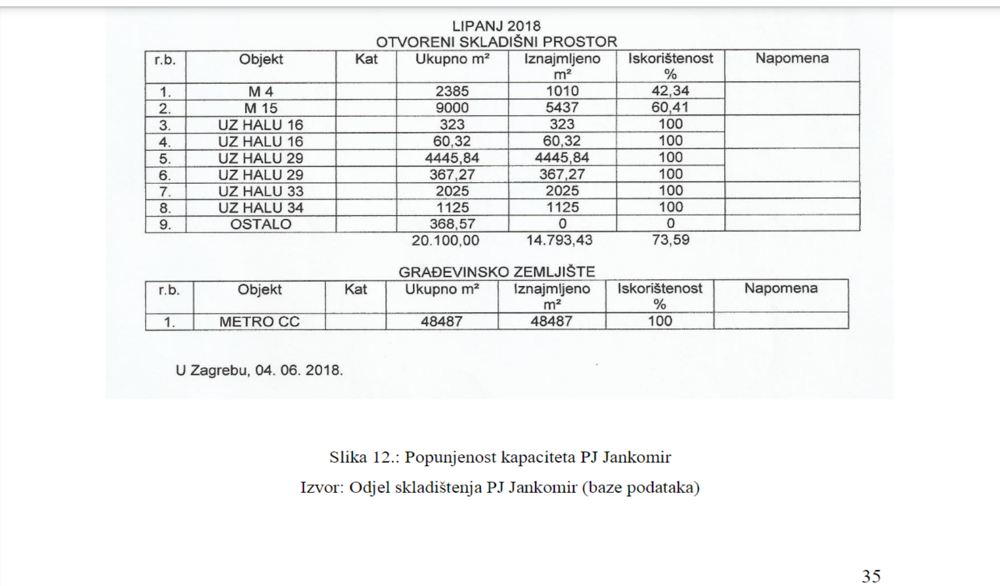 LIPANJ 2018
OTVORENI SKLADIŠNI PROSTOR
r.b. Objekt Kat Ukupno m² Iznajmljeno m² Iskorištenost % Napomena
1. M 4 2385 1010 42,34
2. M 15 9000 5437 60,41
3. UZ HALU 16 323 323 100
4. UZ HALU 16 60,32 60,32 100
5. UZ HALU 29 4445,84 4445,84 100
6. UZ HALU 29 367,27 367,27 100
7. UZ HALU 33 2025 2025 100
8. UZ HALU 34 1125 1125 100
9. OSTALO 368,57 0 0
20.100,00 14.793,43 73,59
GRAĐEVINSKO ZEMLJIŠTE
r.b. Objekt Kat Ukupno m² Iznajmljeno m² Iskorištenost % Napomena
1. METRO CC 48487 48487 100
U Zagrebu, 04. 06. 2018.
Slika 12.: Popunjenost kapaciteta PJ Jankomir
Izvor: Odjel skladištenja PJ Jankomir (baze podataka)
35